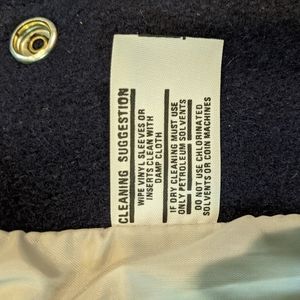 CLEANING SUGGESTION
WIPE VINYL SLEEVES OR
INSERTS CLEAN WITH
DAMP CLOTH
IF DRY CLEANING MUST USE
ONLY PETROLEUM SOLVENTS
DO NOT USE CHLORINATED
SOLVENTS OR COIN MACHINES